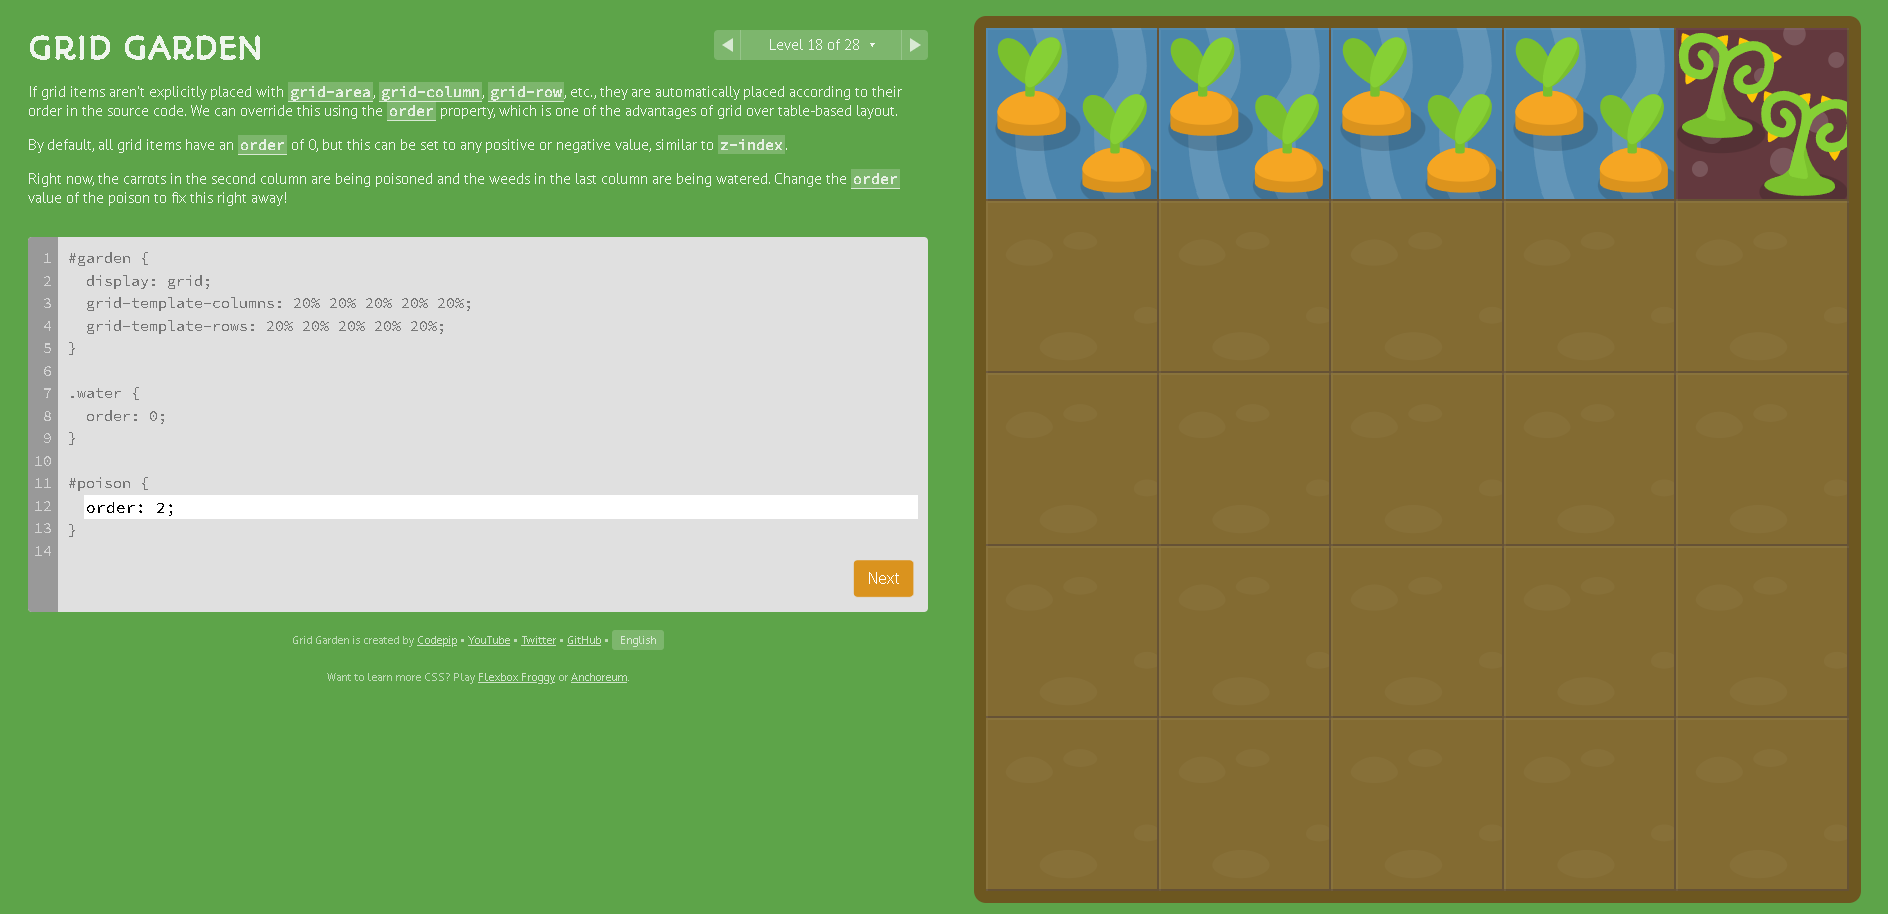 GRID GARDEN
◀ Level 18 of 28 ▾ ▶
If grid items aren't explicitly placed with grid-area, grid-column, grid-row, etc., they are automatically placed according to their
order in the source code. We can override this using the order property, which is one of the advantages of grid over table-based layout.
By default, all grid items have an order of 0, but this can be set to any positive or negative value, similar to z-index.
Right now, the carrots in the second column are being poisoned and the weeds in the last column are being watered. Change the order
value of the poison to fix this right away!
1 #garden {
2 display: grid;
3 grid-template-columns: 20% 20% 20% 20% 20%;
4 grid-template-rows: 20% 20% 20% 20% 20%;
5 }
6
7 .water {
8 order: 0;
9 }
10
11 #poison {
12 order: 2;
13 }
14
Next
Grid Garden is created by Codepip • YouTube • Twitter • GitHub • English
Want to learn more CSS? Play Flexbox Froggy or Anchoreum.